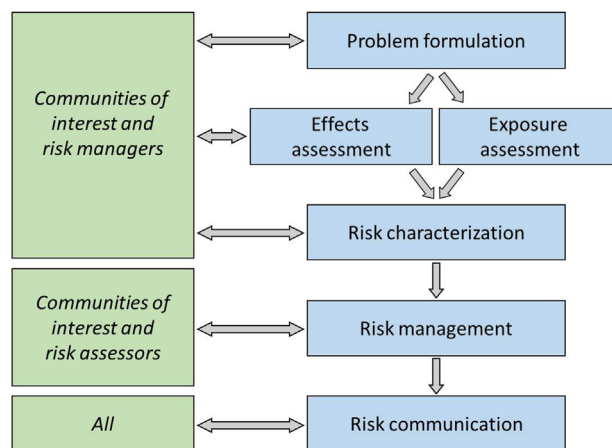 Problem formulation
Communities of
interest and
risk managers
Effects
assessment
Exposure
assessment
Risk characterization
Communities of
interest and
risk assessors
Risk management
All
Risk communication